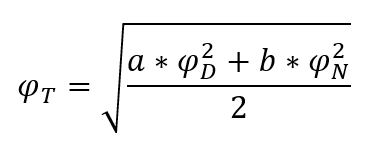 φ_T = √((a * φ_D^2 + b * φ_N^2) / 2)